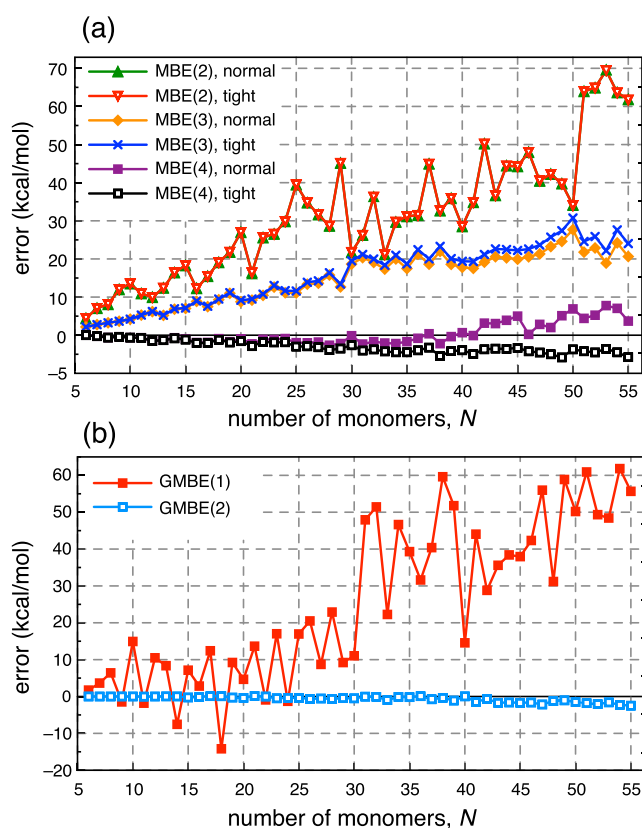 (a)
error (kcal/mol)
70
60
50
40
30
20
10
0
−5
MBE(2), normal
MBE(2), tight
MBE(3), normal
MBE(3), tight
MBE(4), normal
MBE(4), tight
5 10 15 20 25 30 35 40 45 50 55
number of monomers, N
(b)
error (kcal/mol)
60
50
40
30
20
10
0
−10
−20
GMBE(1)
GMBE(2)
5 10 15 20 25 30 35 40 45 50 55
number of monomers, N